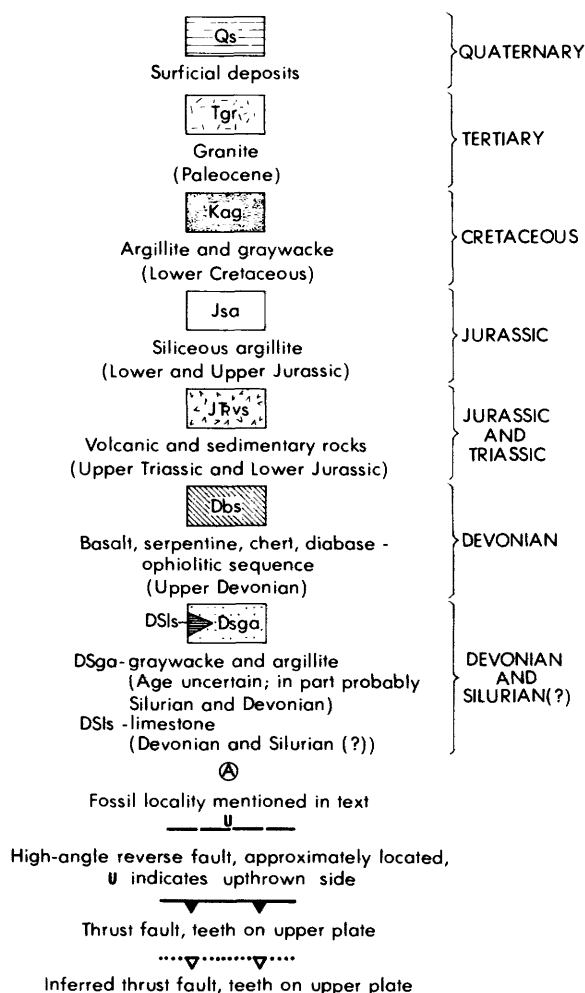 Qs
Surficial deposits
QUATERNARY
Tgr
Granite
(Paleocene)
TERTIARY
Kag
Argillite and graywacke
(Lower Cretaceous)
CRETACEOUS
Jsa
Siliceous argillite
(Lower and Upper Jurassic)
JURASSIC
JTRvs
Volcanic and sedimentary rocks
(Upper Triassic and Lower Jurassic)
JURASSIC
AND
TRIASSIC
Dbs
Basalt, serpentine, chert, diabase -
ophiolitic sequence
(Upper Devonian)
DEVONIAN
DSls Dsga
DSga-graywacke and argillite
(Age uncertain; in part probably
Silurian and Devonian)
DSls -limestone
(Devonian and Silurian (?))
DEVONIAN
AND
SILURIAN(?)
A
Fossil locality mentioned in text
U
High-angle reverse fault, approximately located,
U indicates upthrown side
Thrust fault, teeth on upper plate
Inferred thrust fault, teeth on upper plate